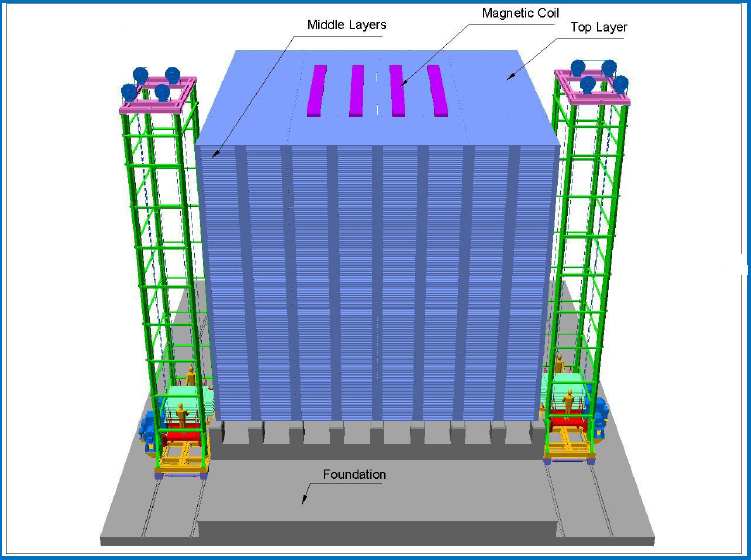 Magnetic Coil
Middle Layers
Top Layer
Foundation